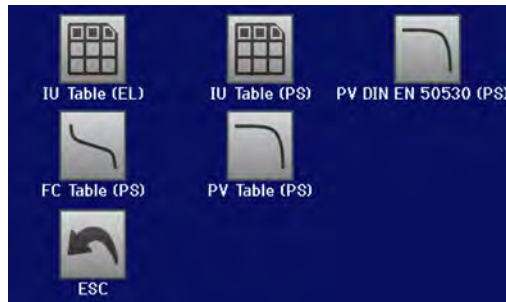 IU Table (EL)
IU Table (PS)
PV DIN EN 50530 (PS)
FC Table (PS)
PV Table (PS)
ESC